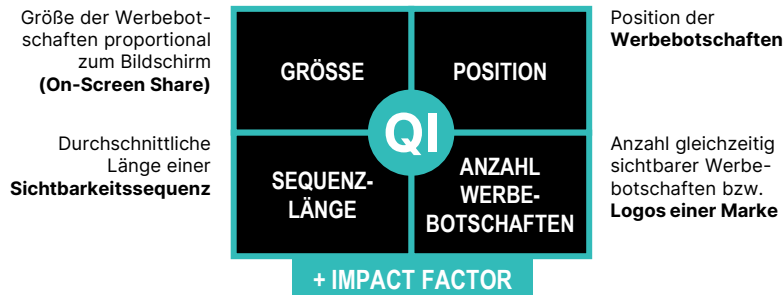 Größe der Werbebot-
schaften proportional
zum Bildschirm
(On-Screen Share)
GRÖSSE
POSITION
Position der
Werbebotschaften
QI
Durchschnittliche
Länge einer
Sichtbarkeitssequenz
SEQUENZ-
LÄNGE
ANZAHL
WERBE-
BOTSCHAFTEN
Anzahl gleichzeitig
sichtbarer Werbe-
botschaften bzw.
Logos einer Marke
+ IMPACT FACTOR